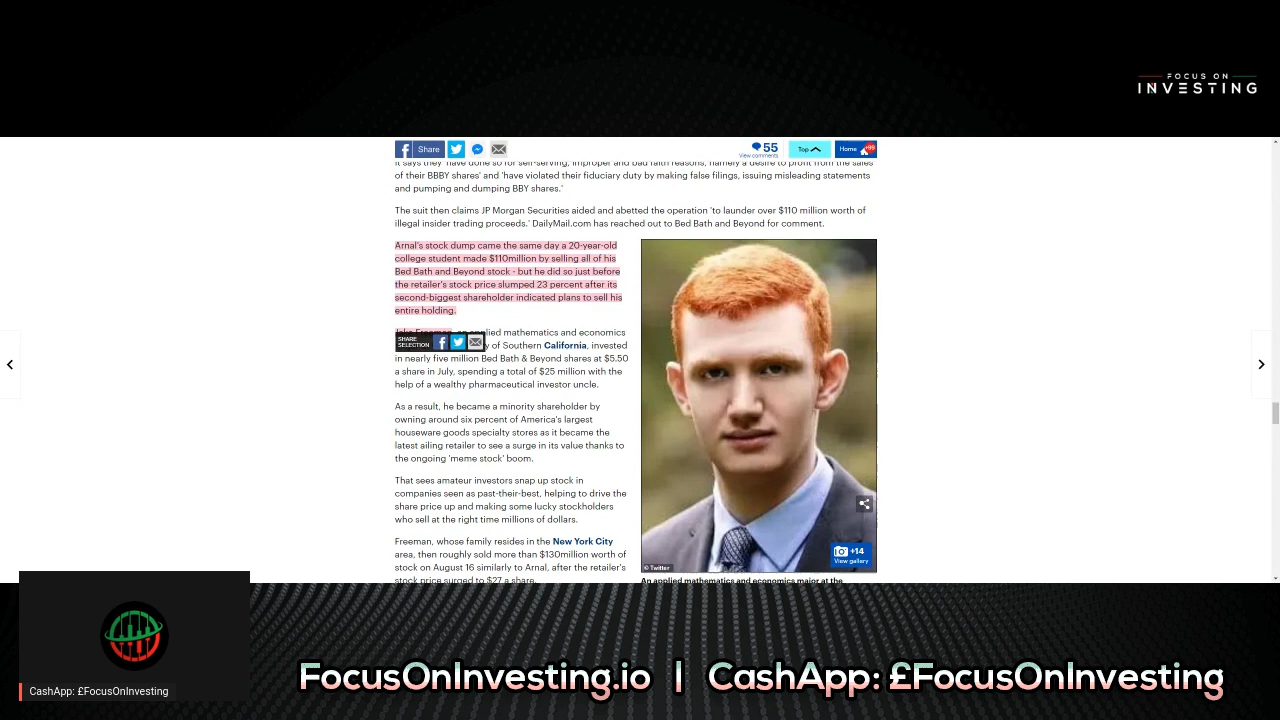 FOCUS ON
INVESTING
Share
55
View comments
Top
Home
+99
it says they 'have done so for self-serving, improper and bad faith reasons, namely a desire to profit from the sales
of their BBBY shares' and 'have violated their fiduciary duty by making false filings, issuing misleading statements
and pumping and dumping BBY shares.'
The suit then claims JP Morgan Securities aided and abetted the operation 'to launder over $110 million worth of
illegal insider trading proceeds.' DailyMail.com has reached out to Bed Bath and Beyond for comment.
Arnal's stock dump came the same day a 20-year-old
college student made $110million by selling all of his
Bed Bath and Beyond stock - but he did so just before
the retailer's stock price slumped 23 percent after its
second-biggest shareholder indicated plans to sell his
entire holding.
Jake Freeman, an applied mathematics and economics
SHARE
SELECTION
y of Southern California, invested
in nearly five million Bed Bath & Beyond shares at $5.50
a share in July, spending a total of $25 million with the
help of a wealthy pharmaceutical investor uncle.
As a result, he became a minority shareholder by
owning around six percent of America's largest
houseware goods specialty stores as it became the
latest ailing retailer to see a surge in its value thanks to
the ongoing 'meme stock' boom.
That sees amateur investors snap up stock in
companies seen as past-their-best, helping to drive the
share price up and making some lucky stockholders
who sell at the right time millions of dollars.
Freeman, whose family resides in the New York City
area, then roughly sold more than $130million worth of
stock on August 16 similarly to Arnal, after the retailer's
stock price surged to $27 a share.
+14
View gallery
© Twitter
An applied mathematics and economics major at the
CashApp: £FocusOnInvesting
FocusOnInvesting.io | CashApp: £FocusOnInvesting